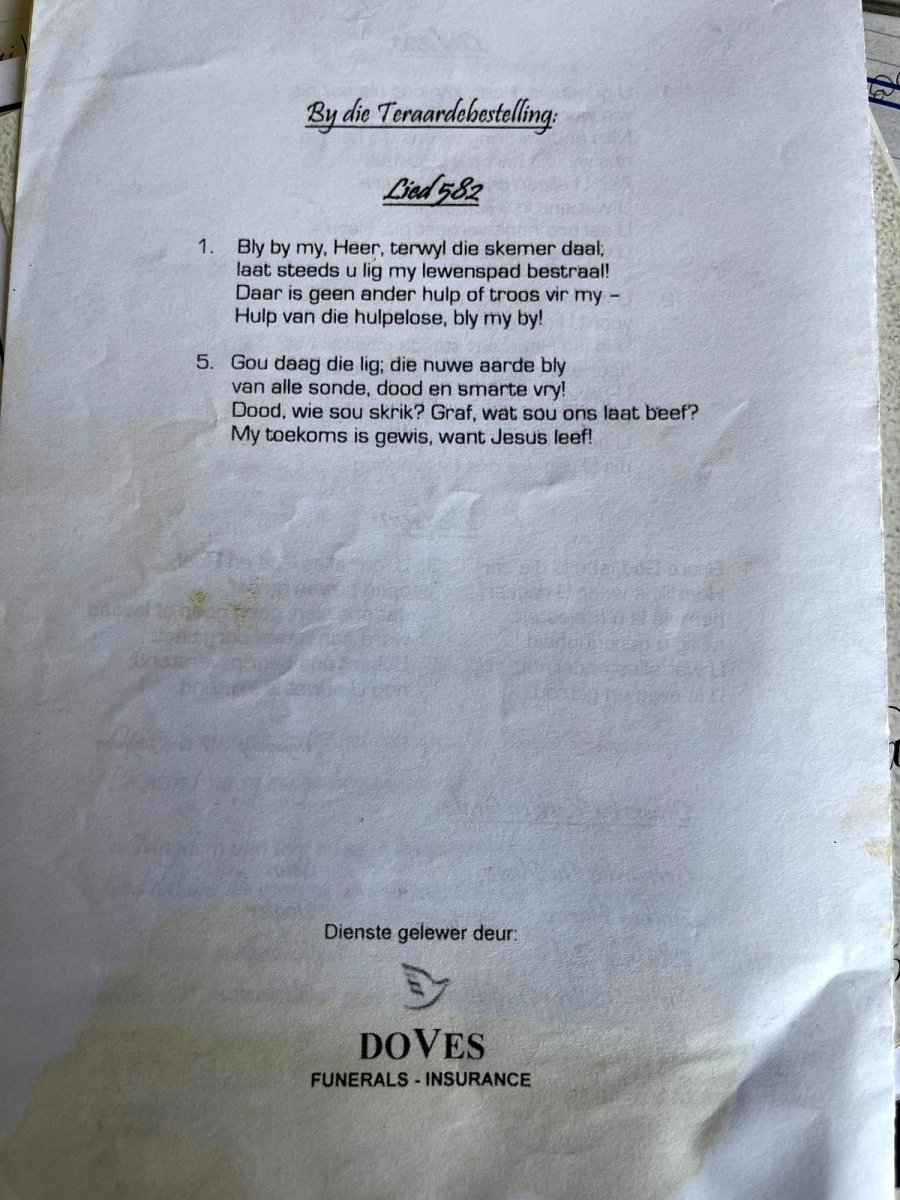 By die Teraardebestelling:
Lied 582
1. Bly by my, Heer, terwyl die skemer daal;
laat steeds u lig my lewenspad bestraal!
Daar is geen ander hulp of troos vir my –
Hulp van die hulpelose, bly my by!
5. Gou daag die lig; die nuwe aarde bly
van alle sonde, dood en smarte vry!
Dood, wie sou skrik? Graf, wat sou ons laat beef?
My toekoms is gewis, want Jesus leef!
Dienste gelewer deur:
DOVES
FUNERALS - INSURANCE